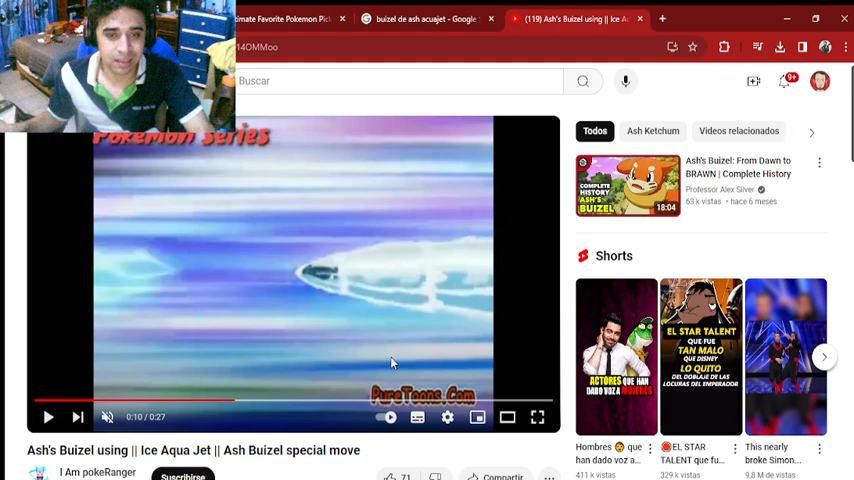 timate Favorite Pokemon Pick
buizel de ash acuajet - Google S
(119) Ash's Buizel using || Ice Aq
14OMMoo
Buscar
9+
Pokemon Series
PureToons.Com
0:10 / 0:27
Ash's Buizel using || Ice Aqua Jet || Ash Buizel special move
I Am pokeRanger
Suscribirse
71
Compartir
Todos
Ash Ketchum
Videos relacionados
COMPLETE
HISTORY
ASH'S
BUIZEL
18:04
Ash's Buizel: From Dawn to
BRAWN | Complete History
Professor Alex Silver
63 k vistas • hace 6 meses
Shorts
ACTORES QUE HAN
DADO VOZ A MUJERES
EL STAR TALENT
QUE FUE
TAN MALO
QUE DISNEY
LO QUITO
DEL DOBLAJE DE LAS
LOCURAS DEL EMPERADOR
Hombres 🧔 que
han dado voz a...
411 k vistas
🔴EL STAR
TALENT que fu...
329 k vistas
This nearly
broke Simon...
9.8 M de vistas